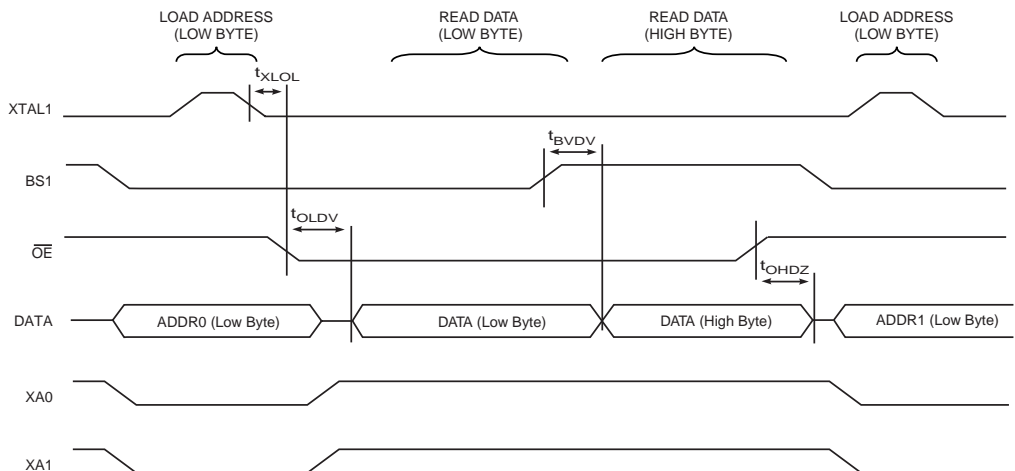 LOAD ADDRESS
(LOW BYTE)
READ DATA
(LOW BYTE)
READ DATA
(HIGH BYTE)
LOAD ADDRESS
(LOW BYTE)
tXLOL
XTAL1
tBVDV
BS1
tOLDV
OE
tOHDZ
DATA
ADDR0 (Low Byte)
DATA (Low Byte)
DATA (High Byte)
ADDR1 (Low Byte)
XA0
XA1